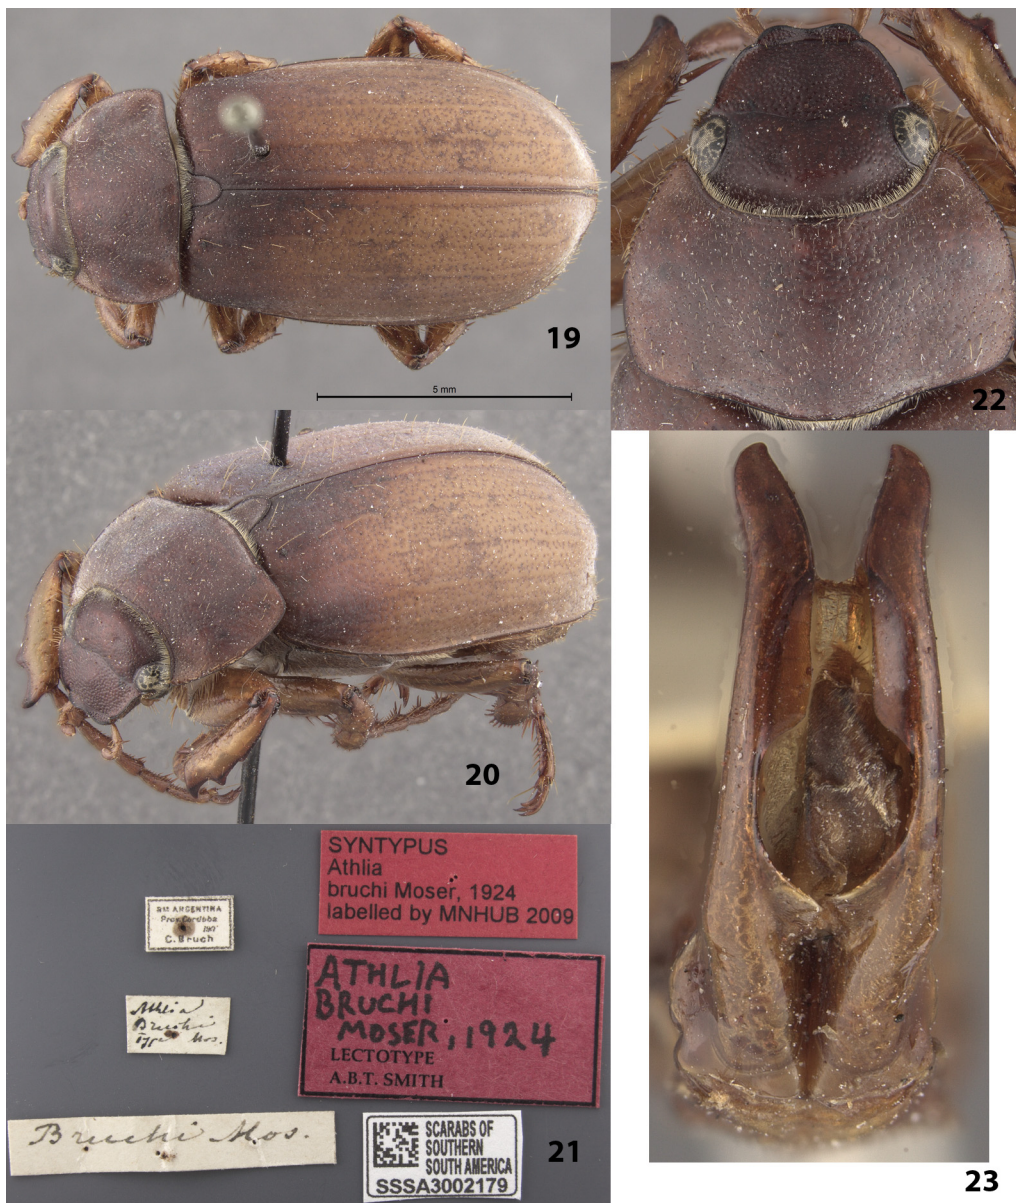 19
5 mm
22
20
SYNTYPUS
Athlia
bruchi Moser, 1924
labelled by MNHUB 2009
ARGENTINA
Prov. Cordoba
C. Bruch
ATHLIA
BRUCHI
MOSER, 1924
LECTOTYPE
A.B.T. SMITH
Athlia
Bruchi
type Mos.
Bruchi Mos.
SCARABS OF
SOUTHERN
SOUTH AMERICA
SSSA3002179
21
23